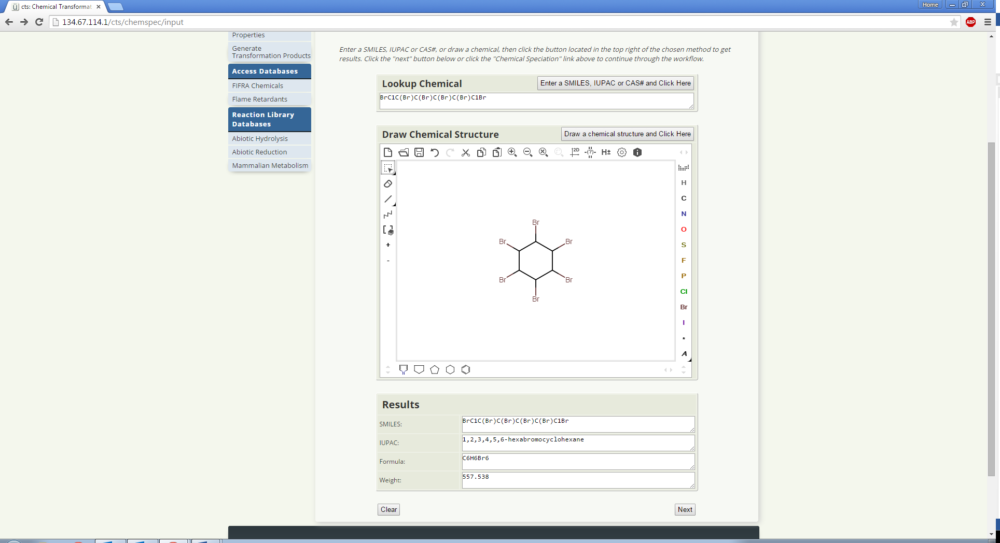 cts: Chemical Transformat
Home
134.67.114.1/cts/chemspec/input
ABP
Properties
Generate
Transformation Products
Access Databases
FIFRA Chemicals
Flame Retardants
Reaction Library
Databases
Abiotic Hydrolysis
Abiotic Reduction
Mammalian Metabolism
Enter a SMILES, IUPAC or CAS#, or draw a chemical, then click the button located in the top right of the chosen method to get
results. Click the "next" button below or click the "Chemical Speciation" link above to continue through the workflow.
Lookup Chemical
Enter a SMILES, IUPAC or CAS# and Click Here
BrC1C(Br)C(Br)C(Br)C(Br)C1Br
Draw Chemical Structure
Draw a chemical structure and Click Here
2D
(?)
H±
H
C
N
O
S
F
P
Cl
Br
I
*
A
+
-
Br
Br
Br
Br
Br
Br
N
Results
SMILES:
BrC1C(Br)C(Br)C(Br)C(Br)C1Br
IUPAC:
1,2,3,4,5,6-hexabromocyclohexane
Formula:
C6H6Br6
Weight:
557.538
Clear
Next